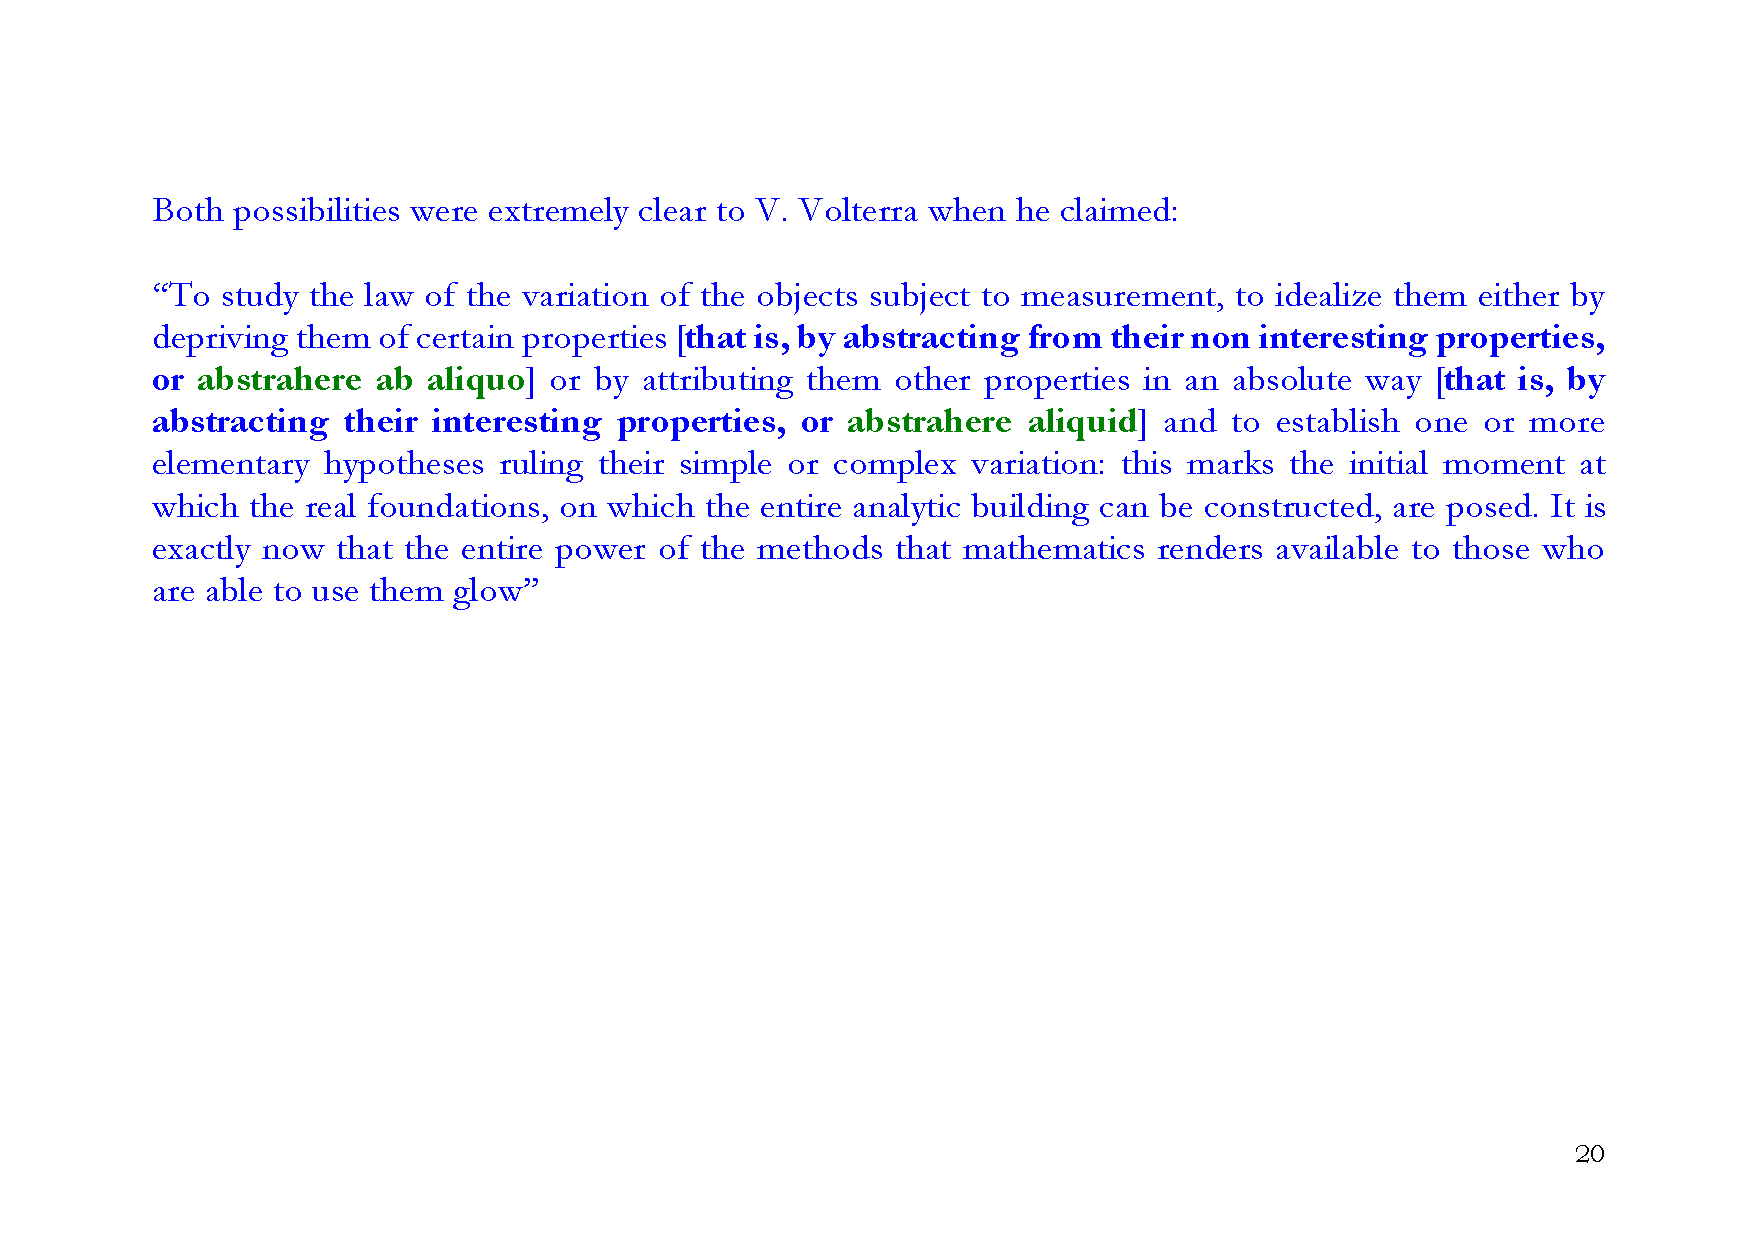 Both possibilities were extremely clear to V. Volterra when he claimed:
“To study the law of the variation of the objects subject to measurement, to idealize them either by
depriving them of certain properties [that is, by abstracting from their non interesting properties,
or abstrahere ab aliquo] or by attributing them other properties in an absolute way [that is, by
abstracting their interesting properties, or abstrahere aliquid] and to establish one or more
elementary hypotheses ruling their simple or complex variation: this marks the initial moment at
which the real foundations, on which the entire analytic building can be constructed, are posed. It is
exactly now that the entire power of the methods that mathematics renders available to those who
are able to use them glow”
20